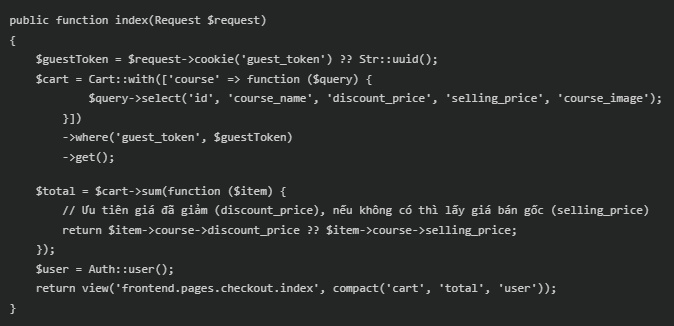 public function index(Request $request)
{
    $guestToken = $request->cookie('guest_token') ?? Str::uuid();
    $cart = Cart::with(['course' => function ($query) {
            $query->select('id', 'course_name', 'discount_price', 'selling_price', 'course_image');
        }])
        ->where('guest_token', $guestToken)
        ->get();

    $total = $cart->sum(function ($item) {
        // Ưu tiên giá đã giảm (discount_price), nếu không có thì lấy giá bán gốc (selling_price)
        return $item->course->discount_price ?? $item->course->selling_price;
    });
    $user = Auth::user();
    return view('frontend.pages.checkout.index', compact('cart', 'total', 'user'));
}